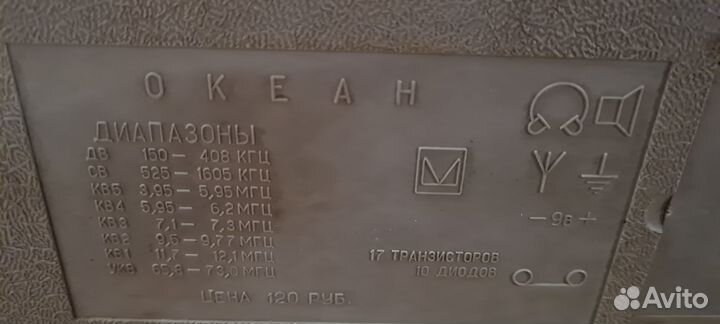 ОКЕАН
ДИАПАЗОНЫ
ДВ 150 — 408 КГЦ
СВ 525 — 1605 КГЦ
КВ5 3,95 — 5,95 МГЦ
КВ4 5,95 — 6,2 МГЦ
КВ3 7,1 — 7,3 МГЦ
КВ2 9,5 — 9,77 МГЦ
КВ1 11,7 — 12,1 МГЦ
УКВ 65,8 — 73,0 МГЦ
ЦЕНА 120 РУБ.
— 9В +
17 ТРАНЗИСТОРОВ
10 ДИОДОВ
Avito